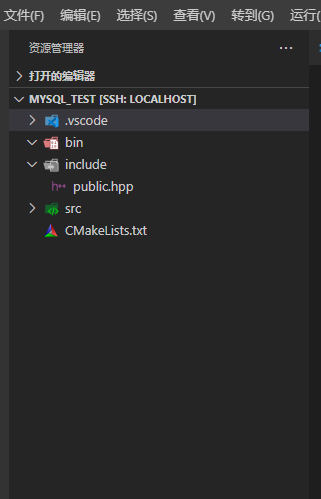 文件(F) 编辑(E) 选择(S) 查看(V) 转到(G) 运行(
资源管理器
打开的编辑器
MYSQL_TEST [SSH: LOCALHOST]
.vscode
bin
include
public.hpp
src
CMakeLists.txt